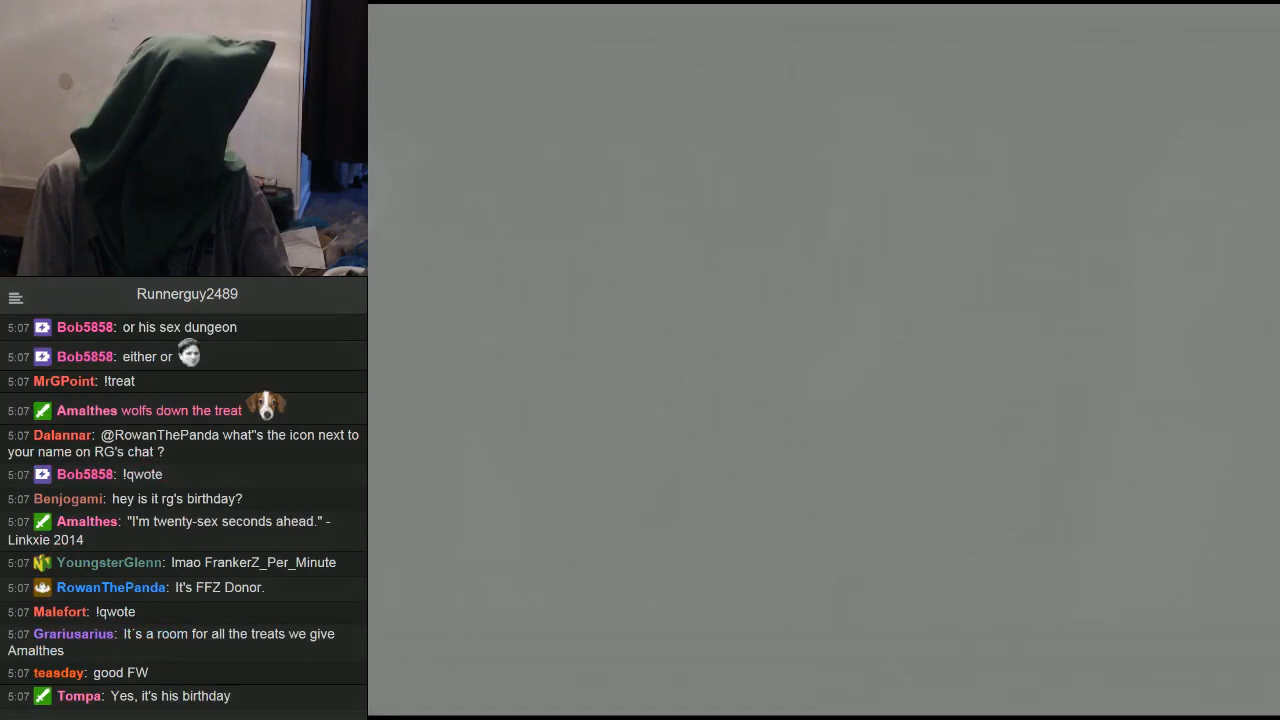 Runnerguy2489
5:07 Bob5858: or his sex dungeon
5:07 Bob5858: either or
5:07 MrGPoint: !treat
5:07 Amalthes wolfs down the treat
5:07 Dalannar: @RowanThePanda what"s the icon next to
your name on RG's chat ?
5:07 Bob5858: !qwote
5:07 Benjogami: hey is it rg's birthday?
5:07 Amalthes: "I'm twenty-sex seconds ahead." -
Linkxie 2014
5:07 YoungsterGlenn: lmao FrankerZ_Per_Minute
5:07 RowanThePanda: It's FFZ Donor.
5:07 Malefort: !qwote
5:07 Grariusarius: It´s a room for all the treats we give
Amalthes
5:07 teasday: good FW
5:07 Tompa: Yes, it's his birthday